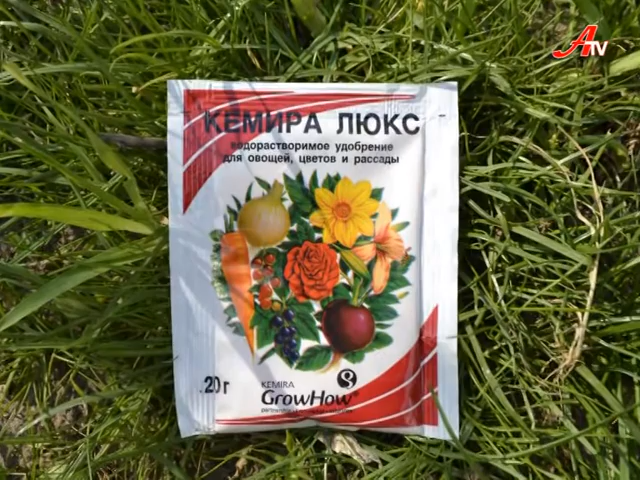 ATV
КЕМИРА ЛЮКС
водорастворимое удобрение
для овощей, цветов и рассады
20 г
KEMIRA
GrowHow